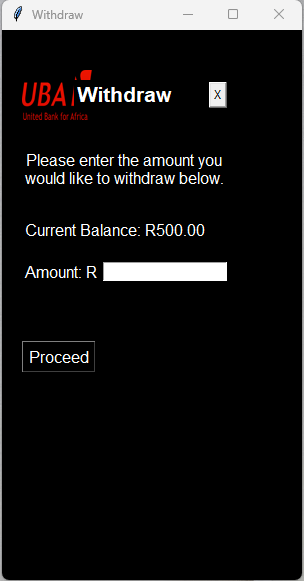 Withdraw
UBA Withdraw X
United Bank for Africa
Please enter the amount you
would like to withdraw below.
Current Balance: R500.00
Amount: R
Proceed